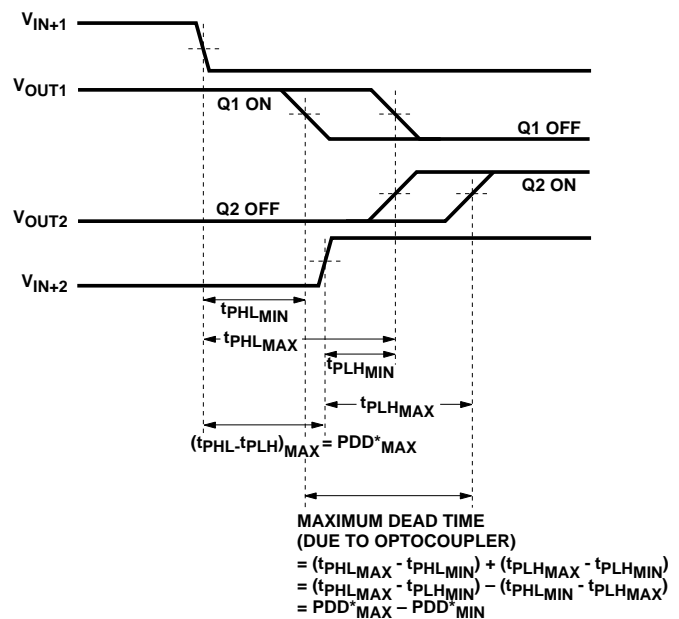 VIN+1
VOUT1
Q1 ON
Q1 OFF
Q2 OFF
Q2 ON
VOUT2
VIN+2
tPHLMIN
tPHLMAX
tPLHMIN
tPLHMAX
(tPHL-tPLH)MAX = PDD*MAX
MAXIMUM DEAD TIME
(DUE TO OPTOCOUPLER)
= (tPHLMAX - tPHLMIN) + (tPLHMAX - tPLHMIN)
= (tPHLMAX - tPHLMIN) – (tPHLMIN - tPLHMAX)
= PDD*MAX – PDD*MIN